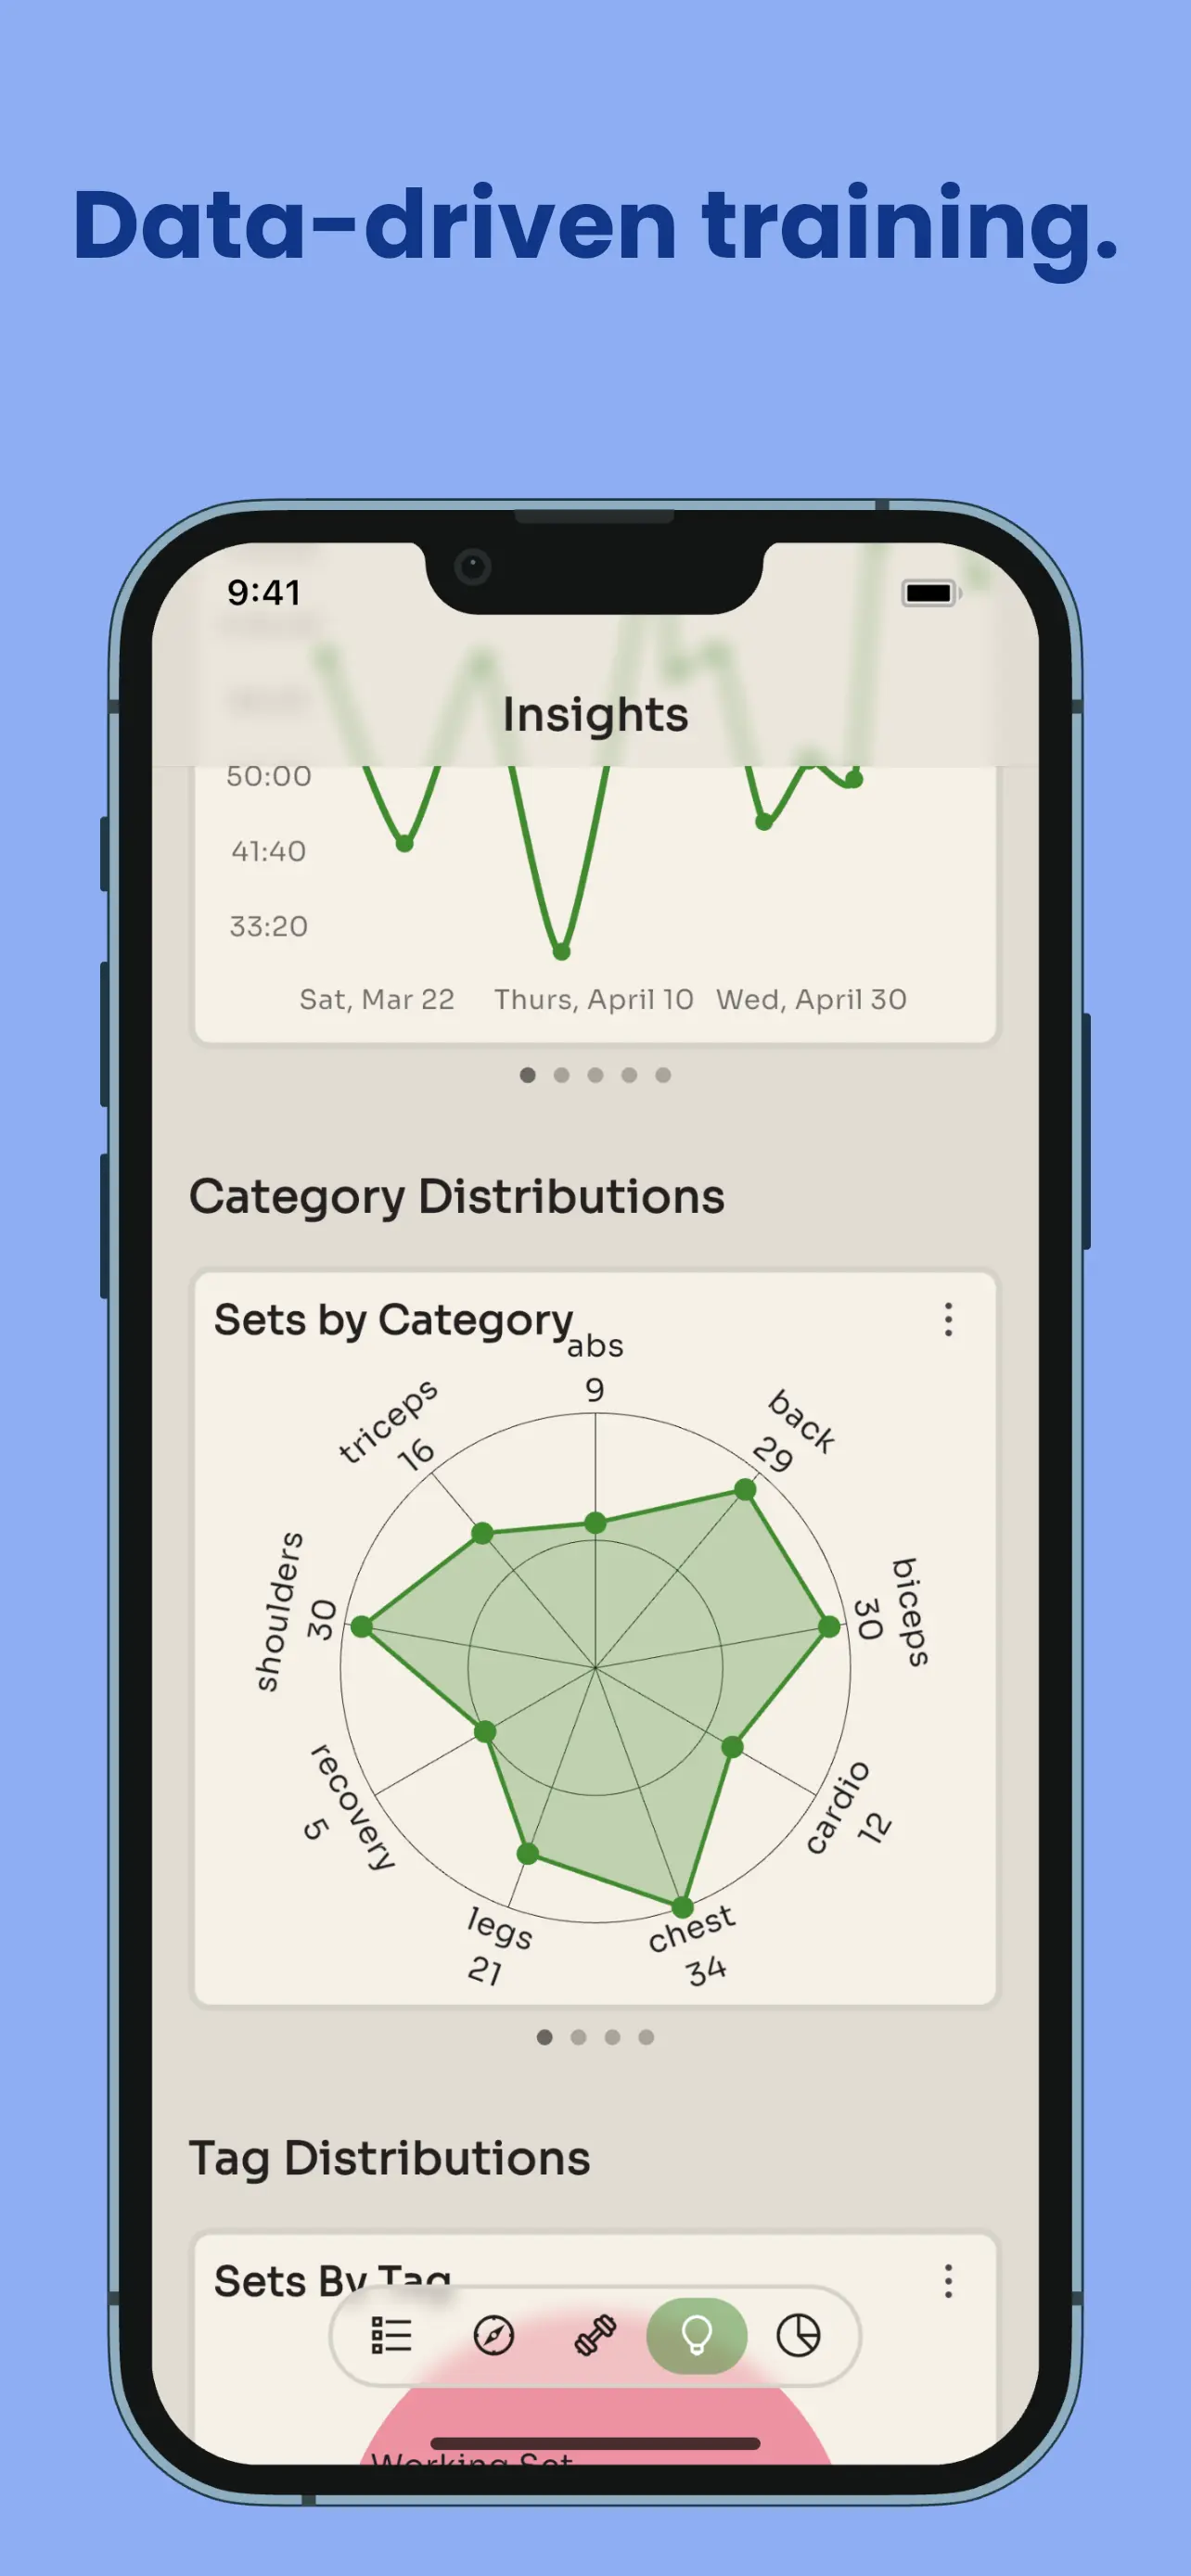 Data-driven training.
9:41
Insights
50:00
41:40
33:20
Sat, Mar 22 Thurs, April 10 Wed, April 30
Category Distributions
Sets by Category
abs
9
back
29
biceps
30
cardio
12
chest
34
legs
21
recovery
5
shoulders
30
triceps
16
Tag Distributions
Sets By Tag
Working Set